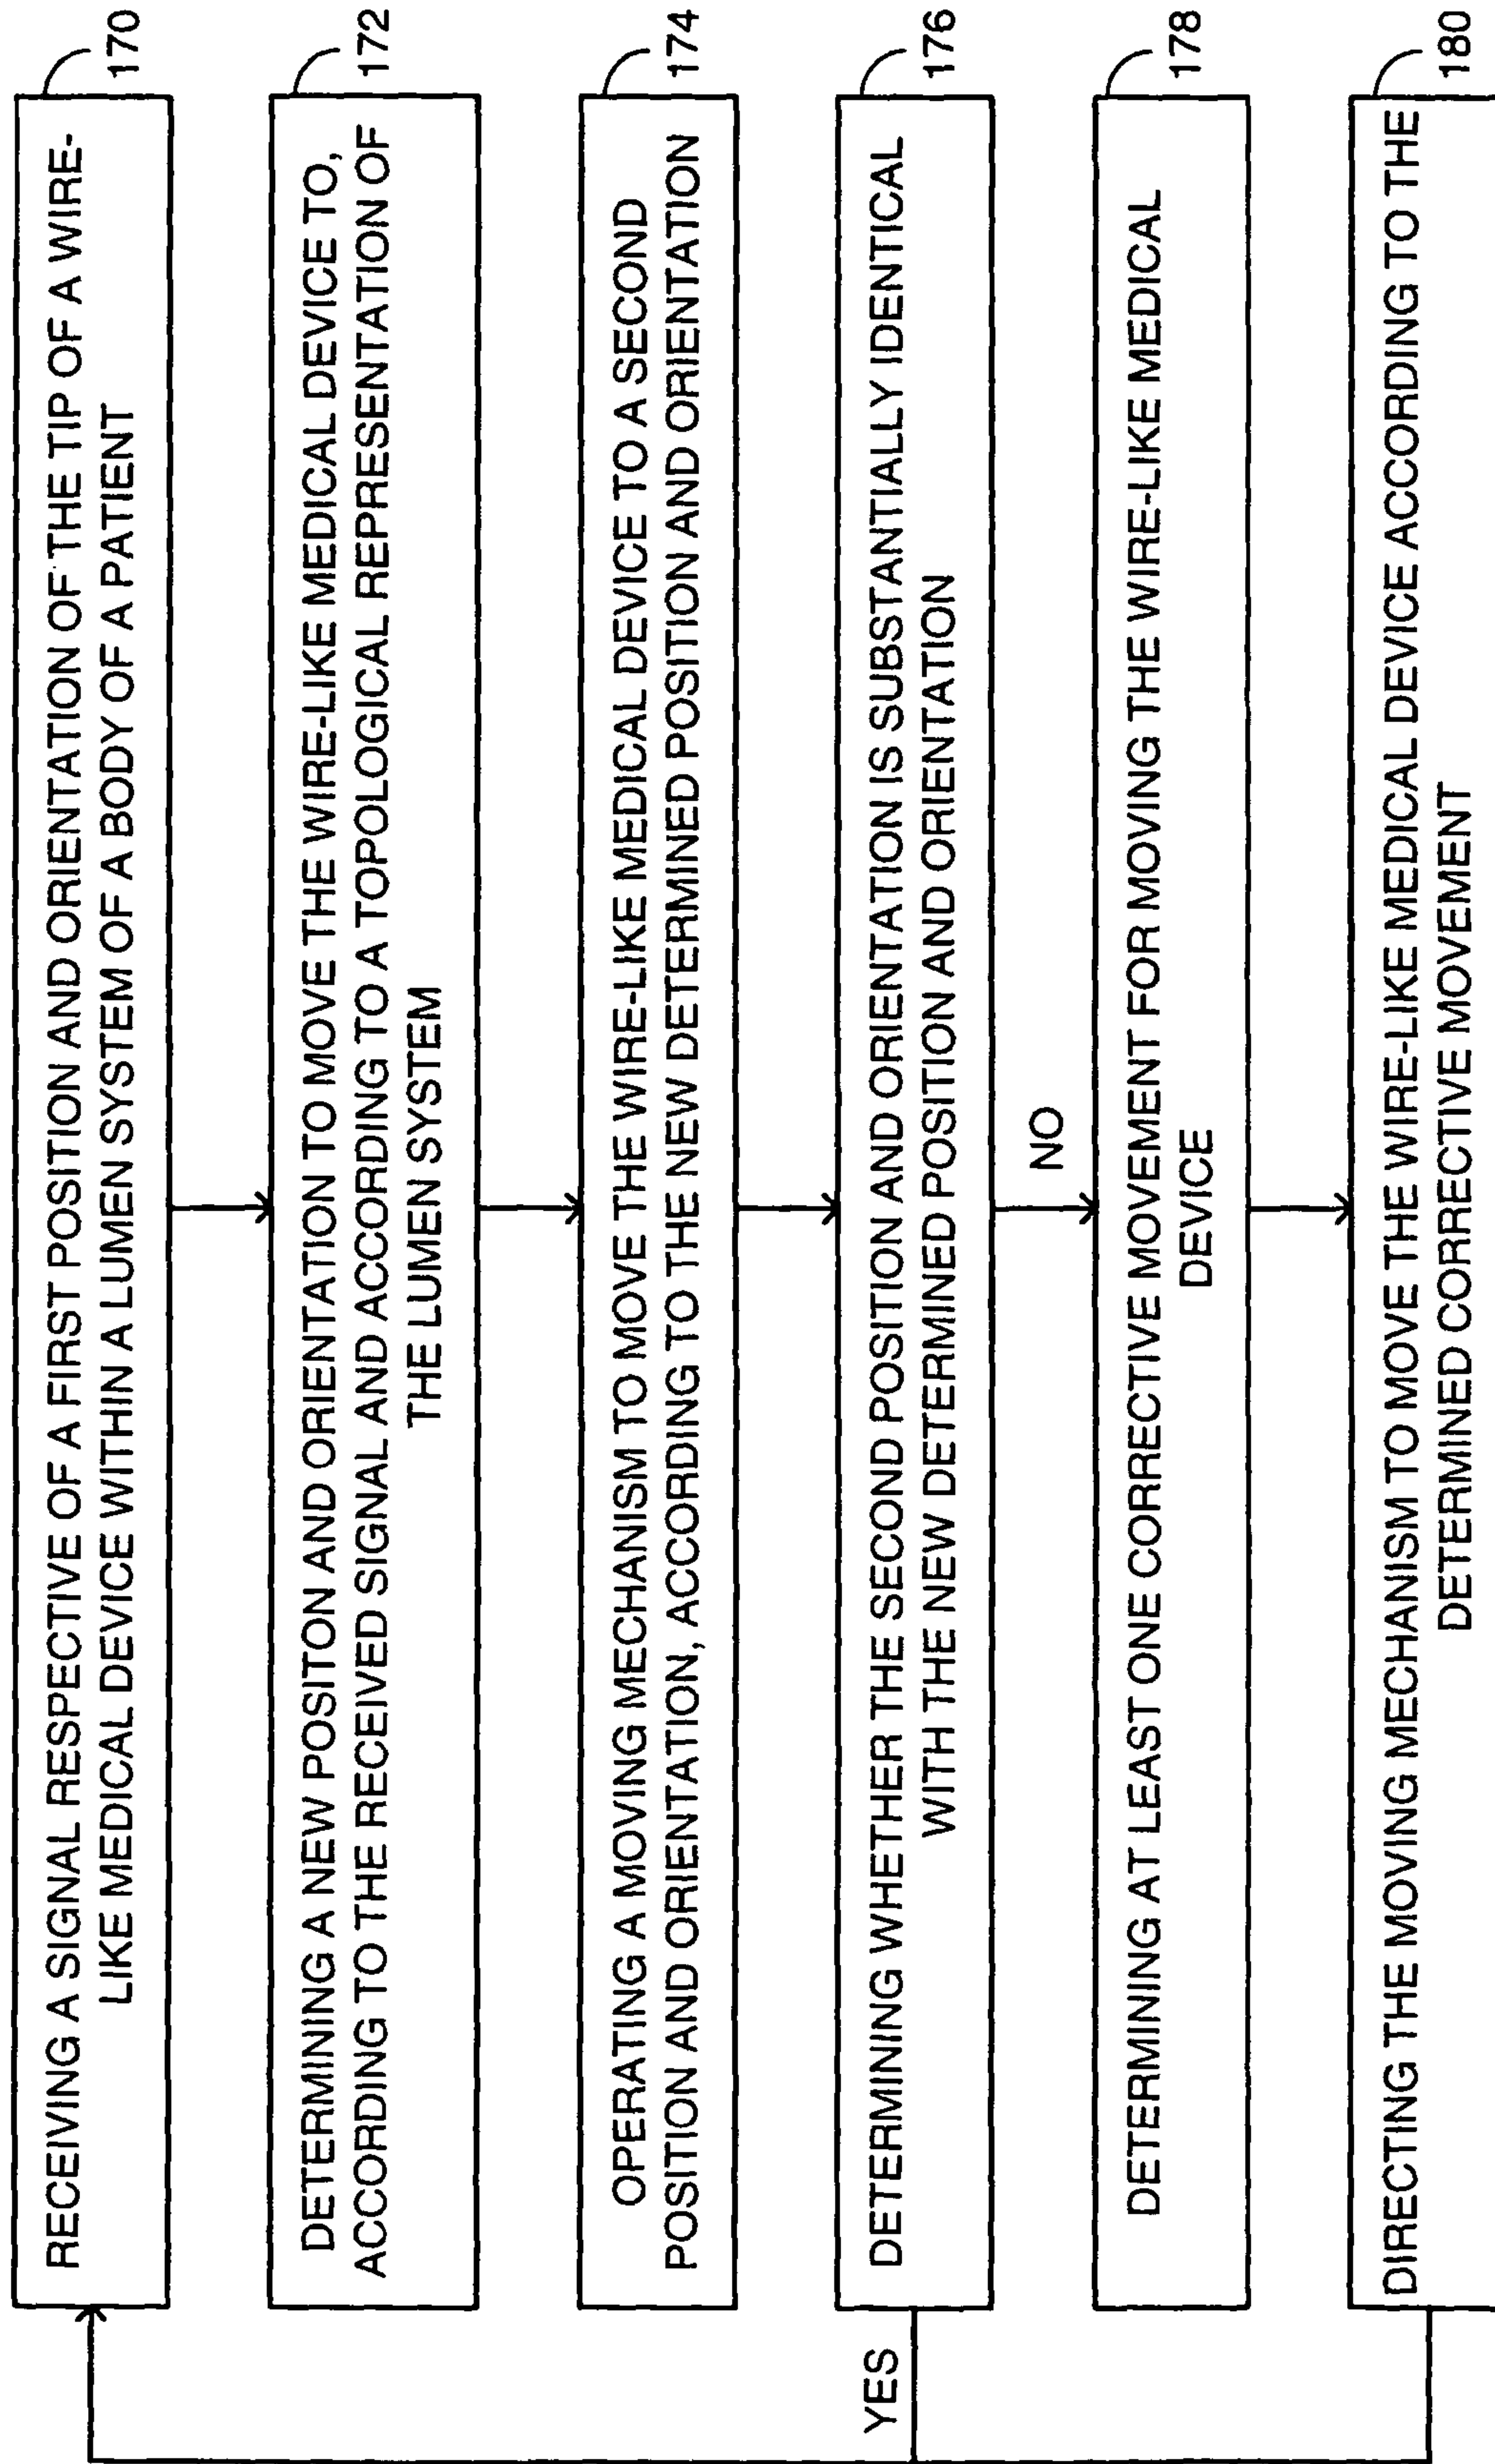 RECEIVING A SIGNAL RESPECTIVE OF A FIRST POSITION AND ORIENTATION OF THE TIP OF A WIRE-
LIKE MEDICAL DEVICE WITHIN A LUMEN SYSTEM OF A BODY OF A PATIENT
170
DETERMINING A NEW POSITON AND ORIENTATION TO MOVE THE WIRE-LIKE MEDICAL DEVICE TO,
ACCORDING TO THE RECEIVED SIGNAL AND ACCORDING TO A TOPOLOGICAL REPRESENTATION OF
THE LUMEN SYSTEM
172
OPERATING A MOVING MECHANISM TO MOVE THE WIRE-LIKE MEDICAL DEVICE TO A SECOND
POSITION AND ORIENTATION, ACCORDING TO THE NEW DETERMINED POSITION AND ORIENTATION
174
DETERMINING WHETHER THE SECOND POSITION AND ORIENTATION IS SUBSTANTIALLY IDENTICAL
WITH THE NEW DETERMINED POSITION AND ORIENTATION
176
YES
NO
DETERMINING AT LEAST ONE CORRECTIVE MOVEMENT FOR MOVING THE WIRE-LIKE MEDICAL
DEVICE
178
DIRECTING THE MOVING MECHANISM TO MOVE THE WIRE-LIKE MEDICAL DEVICE ACCORDING TO THE
DETERMINED CORRECTIVE MOVEMENT
180